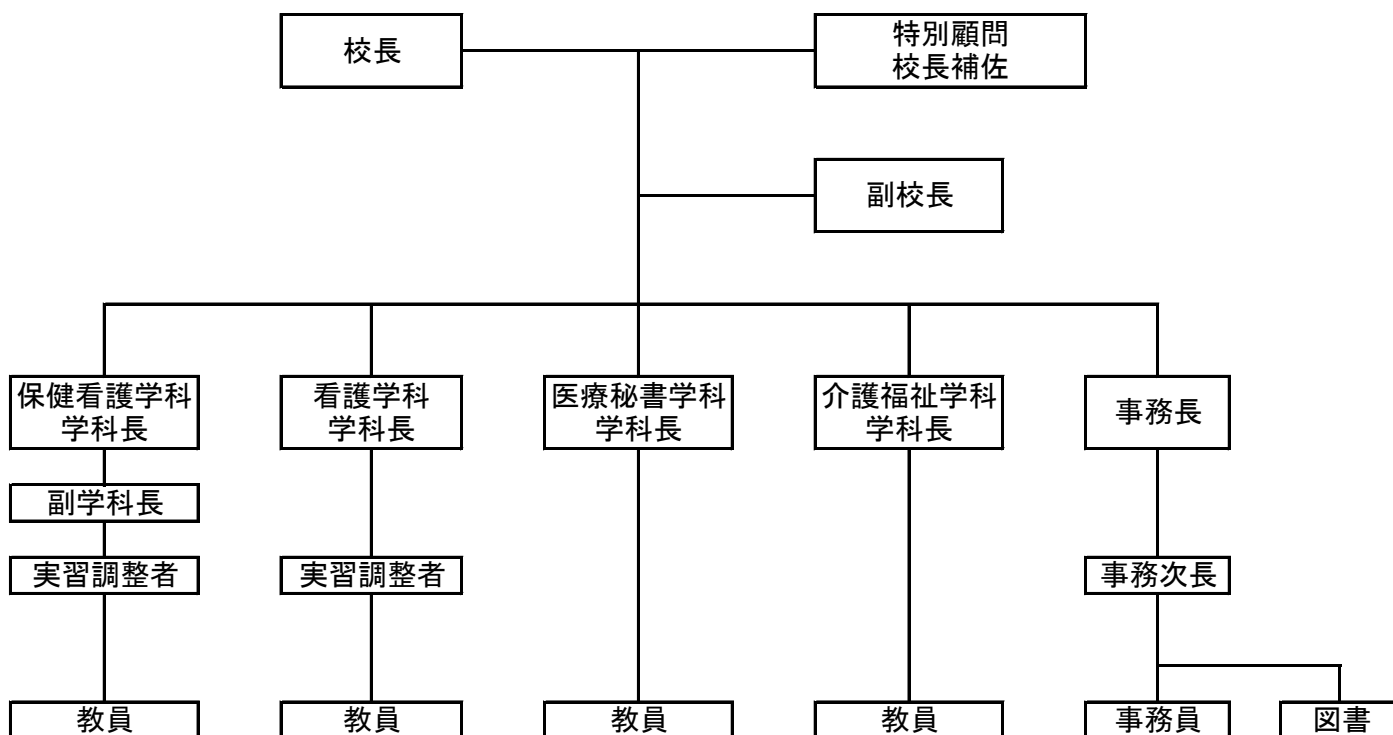 校長
特別顧問
校長補佐
副校長
保健看護学科
学科長
看護学科
学科長
医療秘書学科
学科長
介護福祉学科
学科長
事務長
副学科長
実習調整者
実習調整者
事務次長
教員
教員
教員
教員
事務員
図書